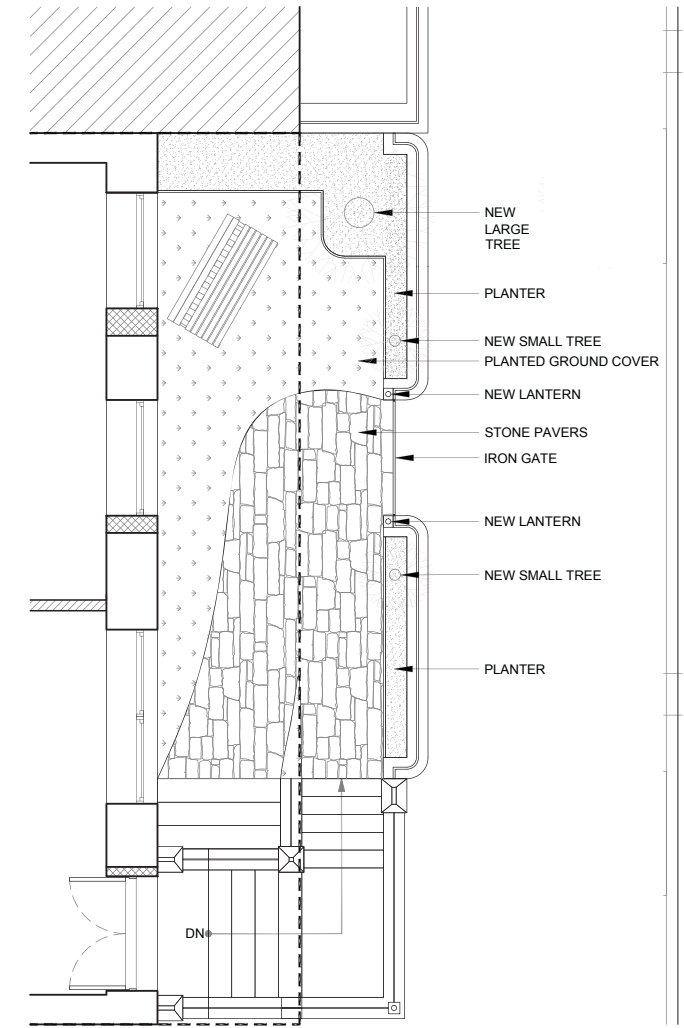 NEW
LARGE
TREE
PLANTER
NEW SMALL TREE
PLANTED GROUND COVER
NEW LANTERN
STONE PAVERS
IRON GATE
NEW LANTERN
NEW SMALL TREE
PLANTER
DN